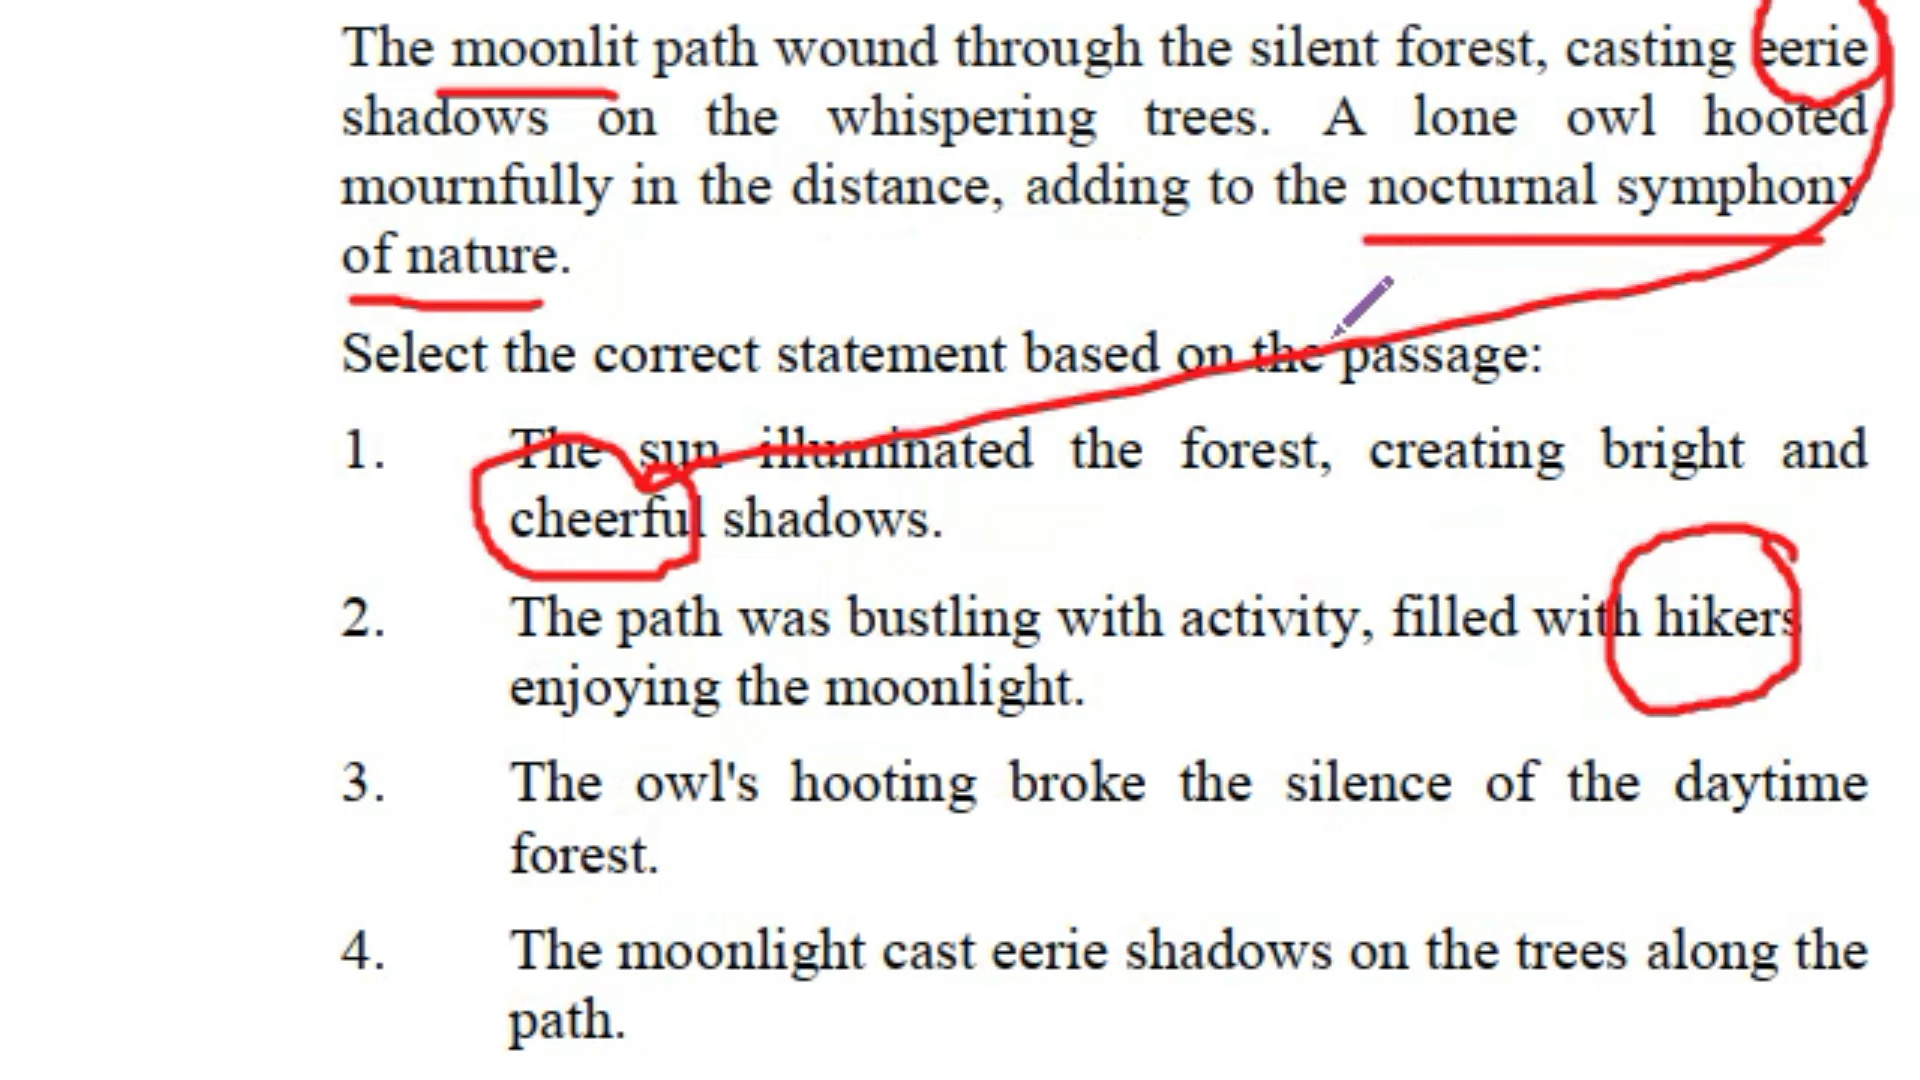 The moonlit path wound through the silent forest, casting eerie
shadows on the whispering trees. A lone owl hooted
mournfully in the distance, adding to the nocturnal symphony
of nature.
Select the correct statement based on the passage:
1. The sun illuminated the forest, creating bright and
cheerful shadows.
2. The path was bustling with activity, filled with hikers
enjoying the moonlight.
3. The owl's hooting broke the silence of the daytime
forest.
4. The moonlight cast eerie shadows on the trees along the
path.